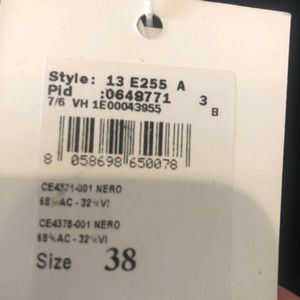 Style: 13 E255 A
Pid :0648771 3
7/6 VH 1E00043955 B
8 058698 650078
CE4371-001 NERO
68%AC - 32%VI
CE4378-001 NERO
68%AC - 32%VI
Size 38